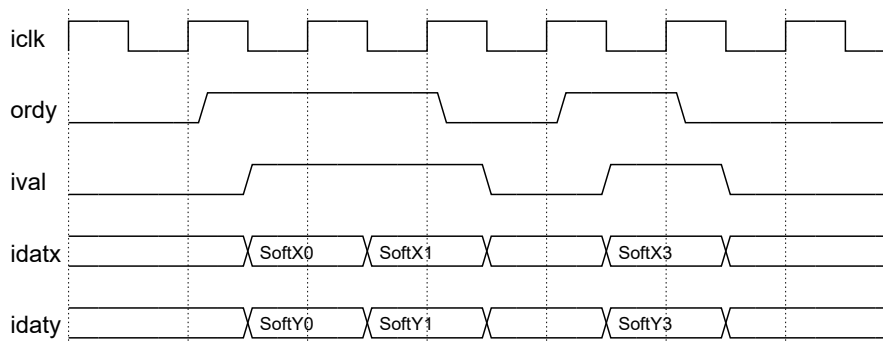 iclk
ordy
ival
idatx SoftX0 SoftX1 SoftX3
idaty SoftY0 SoftY1 SoftY3